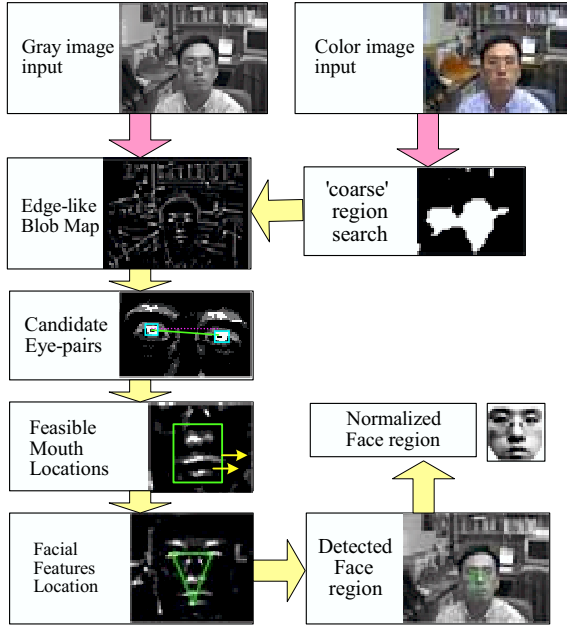 Gray image
input
Color image
input
Edge-like
Blob Map
'coarse'
region
search
Candidate
Eye-pairs
Feasible
Mouth
Locations
Normalized
Face region
Facial
Features
Location
Detected
Face
region